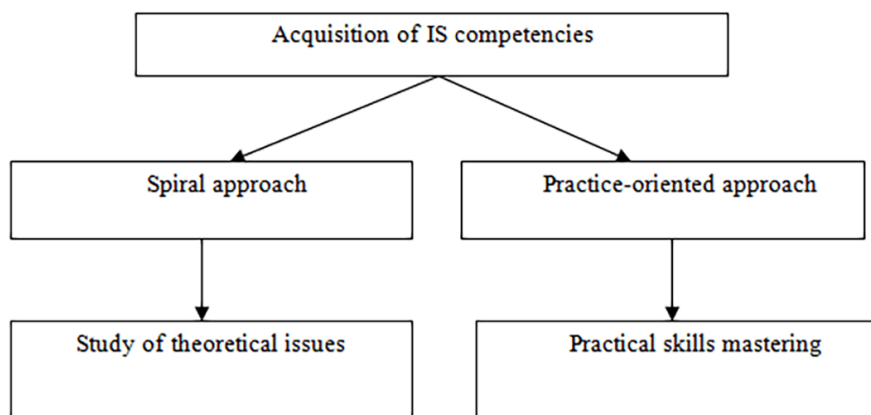 Acquisition of IS competencies
Spiral approach
Practice-oriented approach
Study of theoretical issues
Practical skills mastering